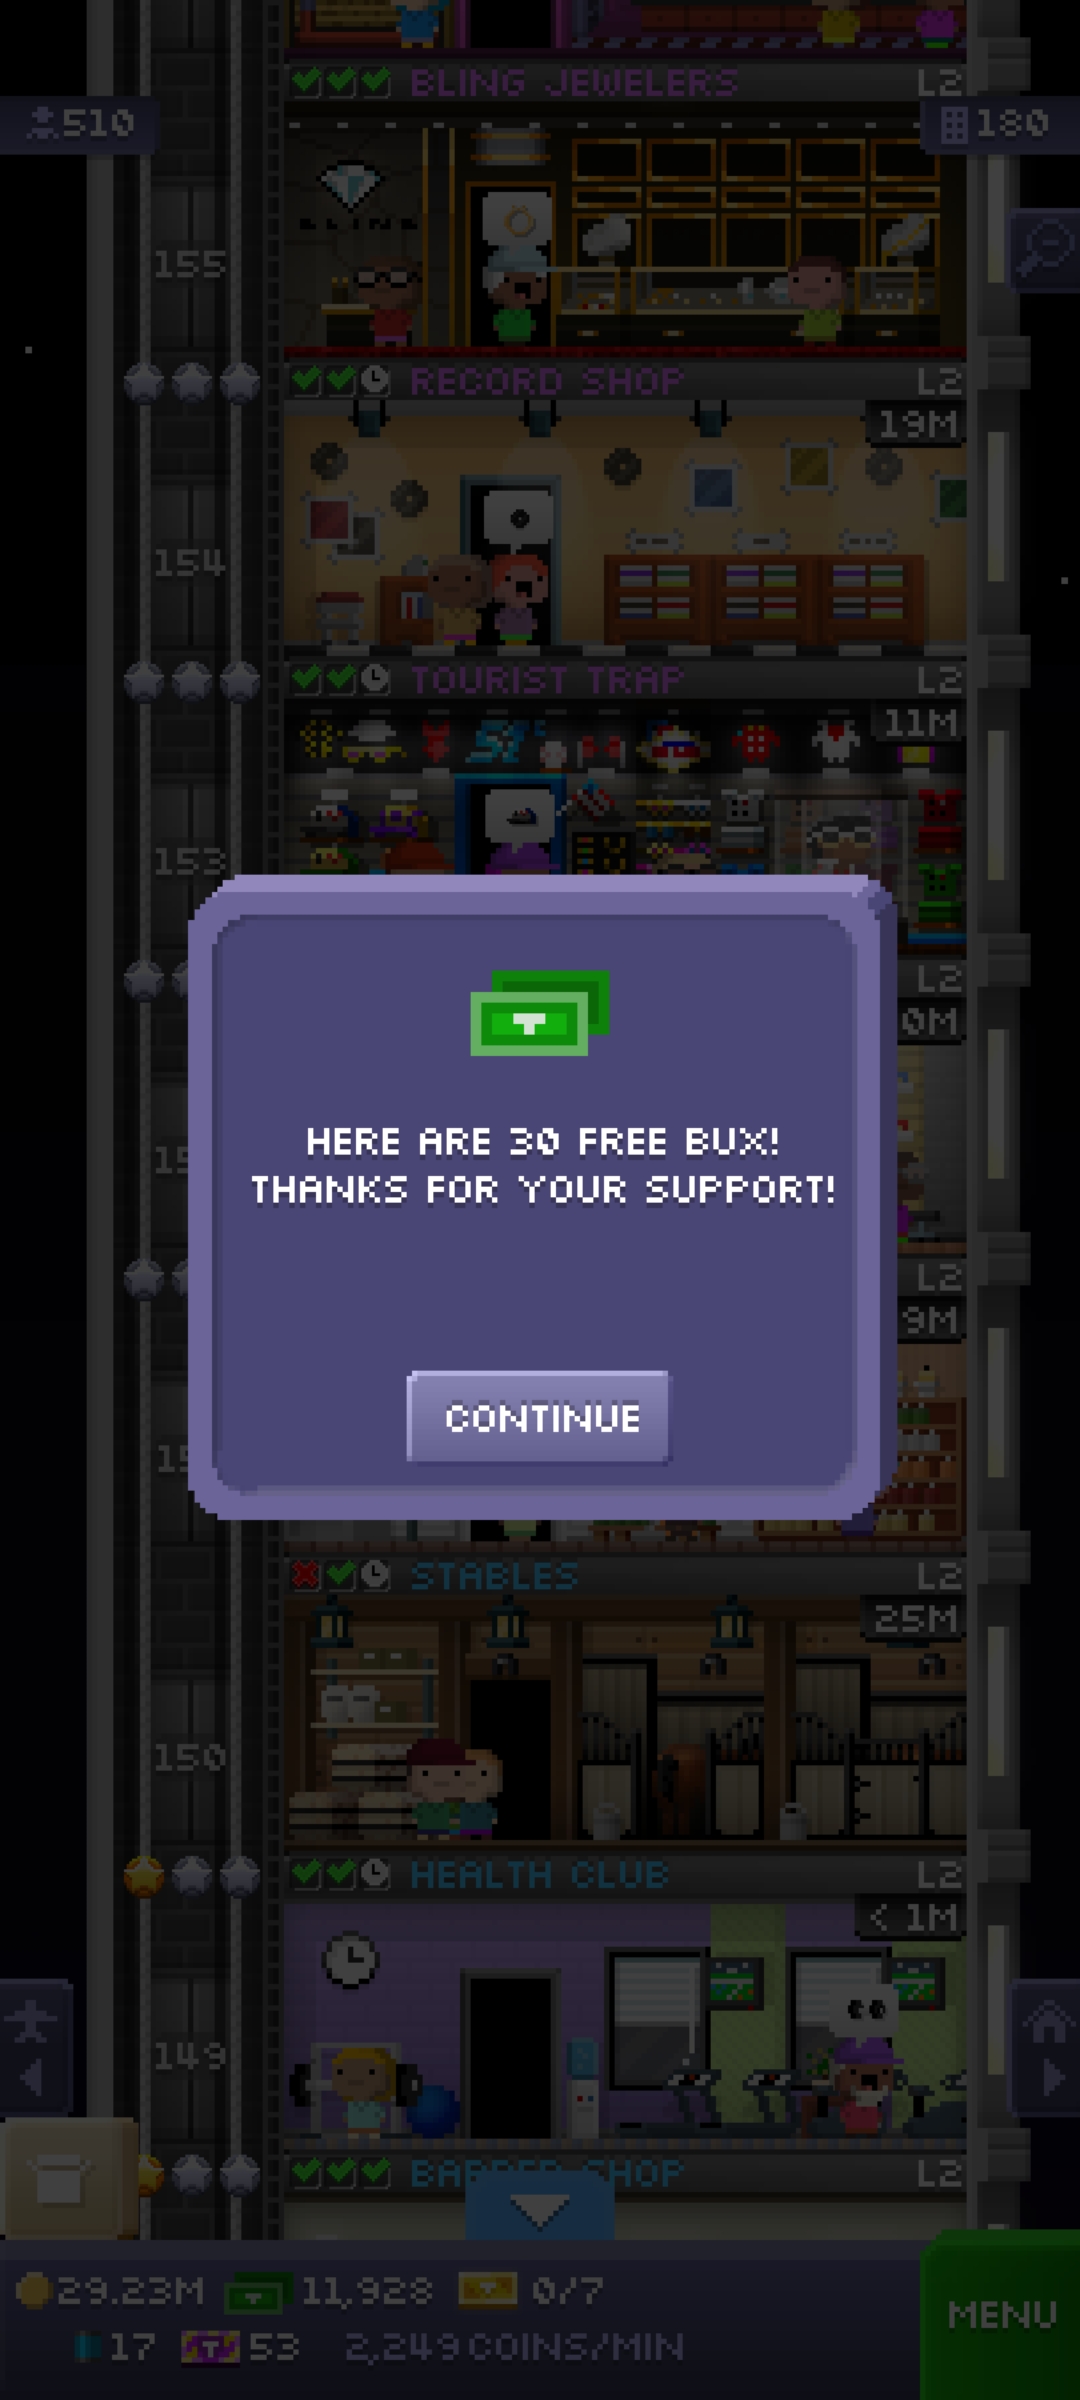 BLING JEWELERS L2
510
180
BLING
155
RECORD SHOP L2
19M
154
TOURIST TRAP L2
11M
153
L2
0M
HERE ARE 30 FREE BUX!
THANKS FOR YOUR SUPPORT!
15
L2
9M
CONTINUE
15
STABLES L2
25M
150
HEALTH CLUB L2
< 1M
149
BARBER SHOP L2
29.23M 11,928 0/7
17 53 2,249 COINS/MIN
MENU